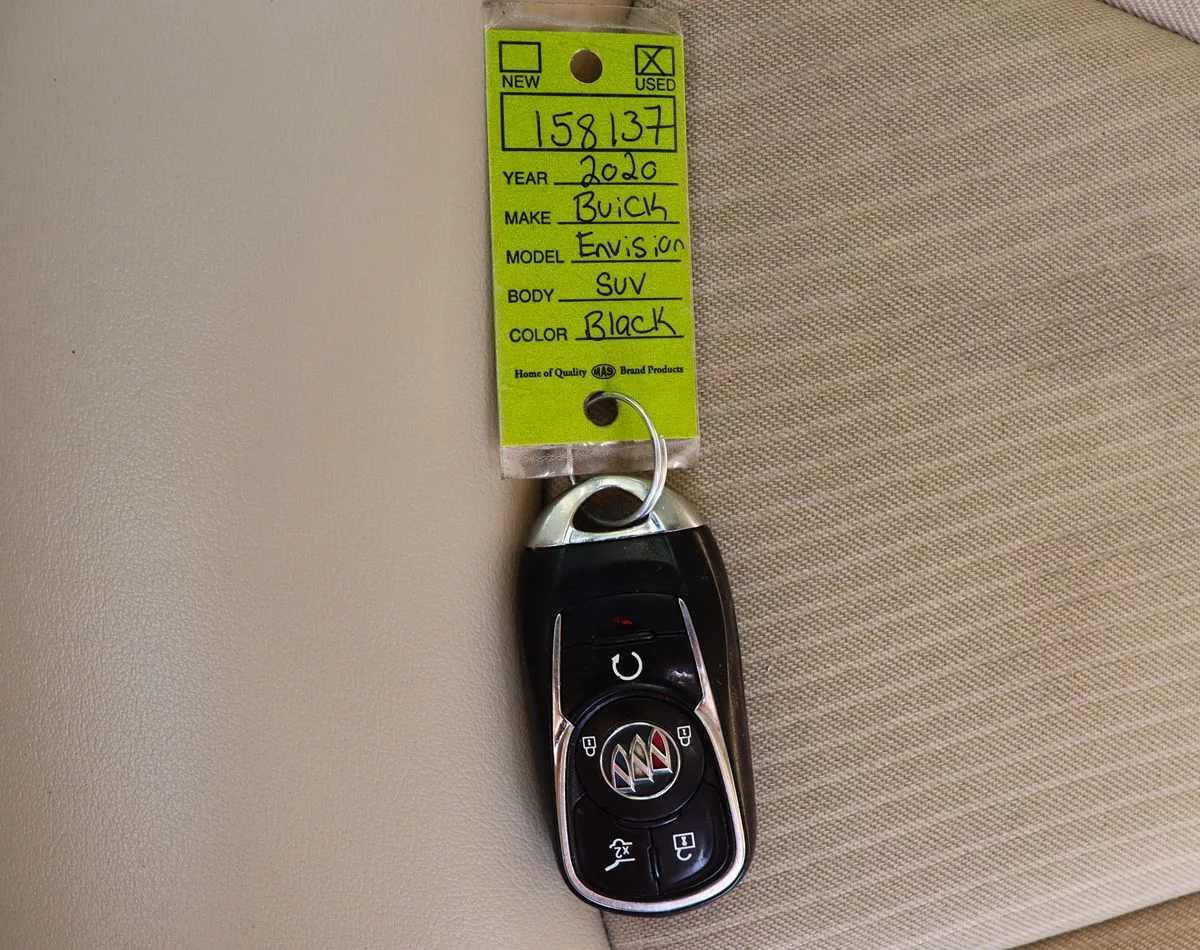 NEW USED
158137
YEAR 2020
MAKE Buick
MODEL Envision
BODY SUV
COLOR Black
Home of Quality MAS Brand Products
x2